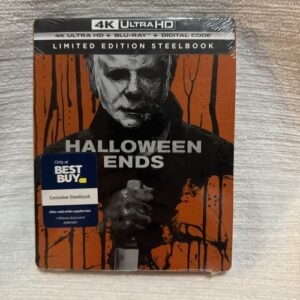 4K ULTRA HD
4K ULTRA HD + BLU-RAY + DIGITAL CODE
LIMITED EDITION STEELBOOK
HALLOWEEN
ENDS
Only at
BEST
BUY
Exclusive Steelbook